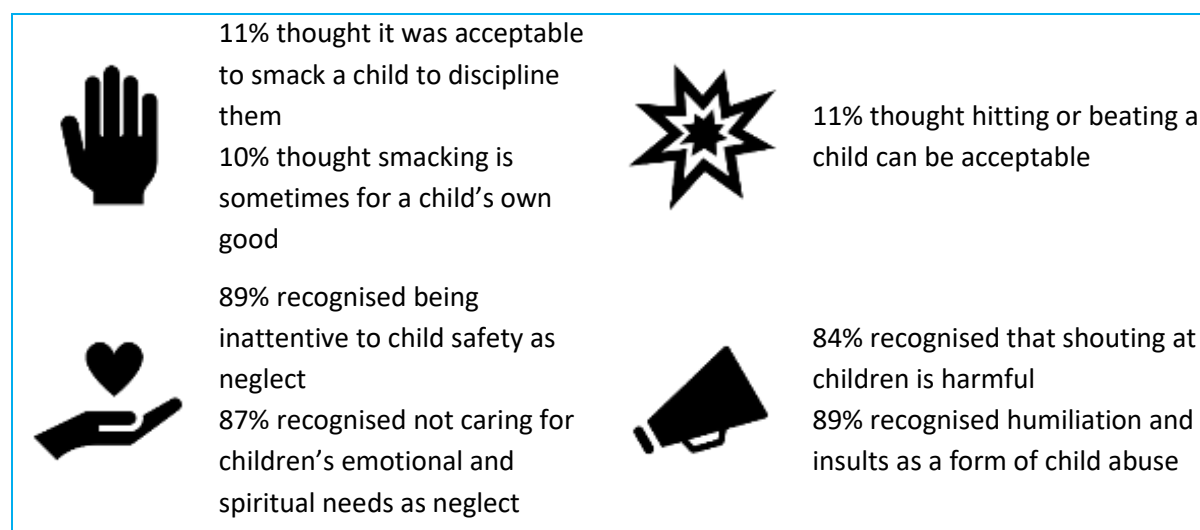 11% thought it was acceptable
to smack a child to discipline
them
10% thought smacking is
sometimes for a child’s own
good
11% thought hitting or beating a
child can be acceptable
89% recognised being
inattentive to child safety as
neglect
87% recognised not caring for
children’s emotional and
spiritual needs as neglect
84% recognised that shouting at
children is harmful
89% recognised humiliation and
insults as a form of child abuse